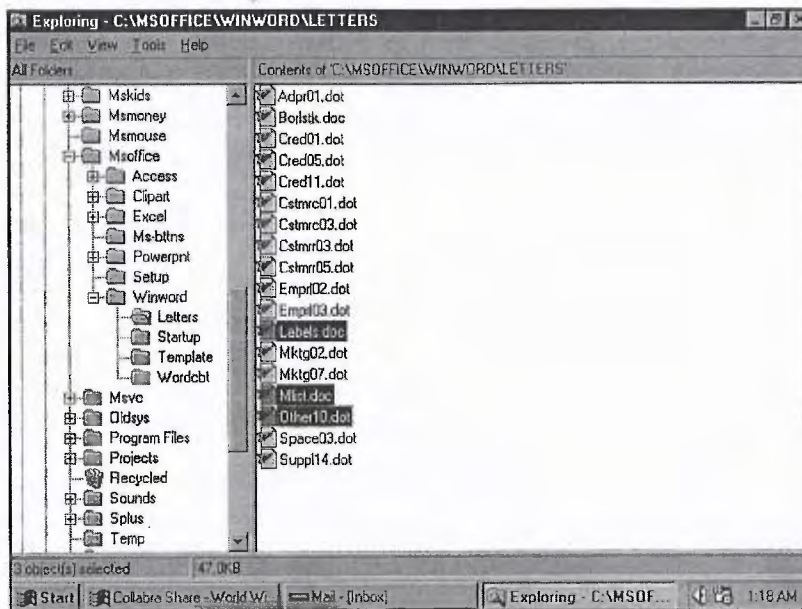 Exploring - C:\MSOFFICE\WINWORD\LETTERS
File Edit View Tools Help
All Folders
Contents of 'C:\MSOFFICE\WINWORD\LETTERS'
Mskids
Msmoney
Msmouse
Msoffice
Access
Clipart
Excel
Ms-bttns
Powerpnt
Setup
Winword
Letters
Startup
Template
Wordcbt
Msvc
Oldsys
Program Files
Projects
Recycled
Sounds
Splus
Temp
Adpr01.dot
Borlstk.doc
Cred01.dot
Cred05.dot
Cred11.dot
Cstmrc01.dot
Cstmrc03.dot
Cstmrr03.dot
Cstmrr05.dot
Emprl02.dot
Emprl03.dot
Labels.doc
Mktg02.dot
Mktg07.dot
Mlist.doc
Other10.dot
Space03.dot
Suppl14.dot
3 object(s) selected
47.0KB
Start
Collabra Share - World Wi...
Mail - [Inbox]
Exploring - C:\MSOF...
1:18 AM